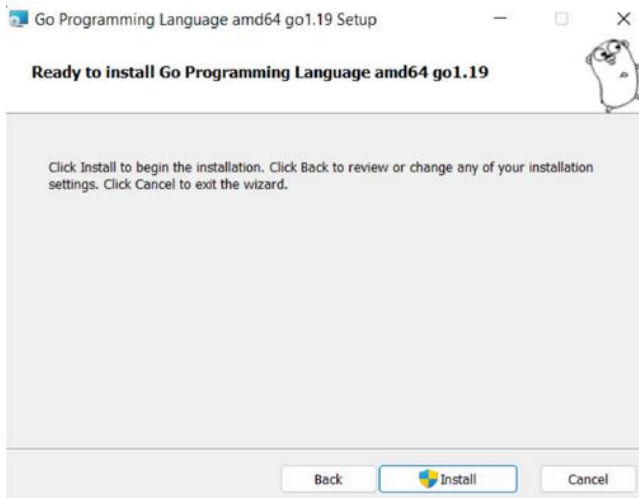 Go Programming Language amd64 go1.19 Setup
Ready to install Go Programming Language amd64 go1.19
Click Install to begin the installation. Click Back to review or change any of your installation
settings. Click Cancel to exit the wizard.
Back Install Cancel